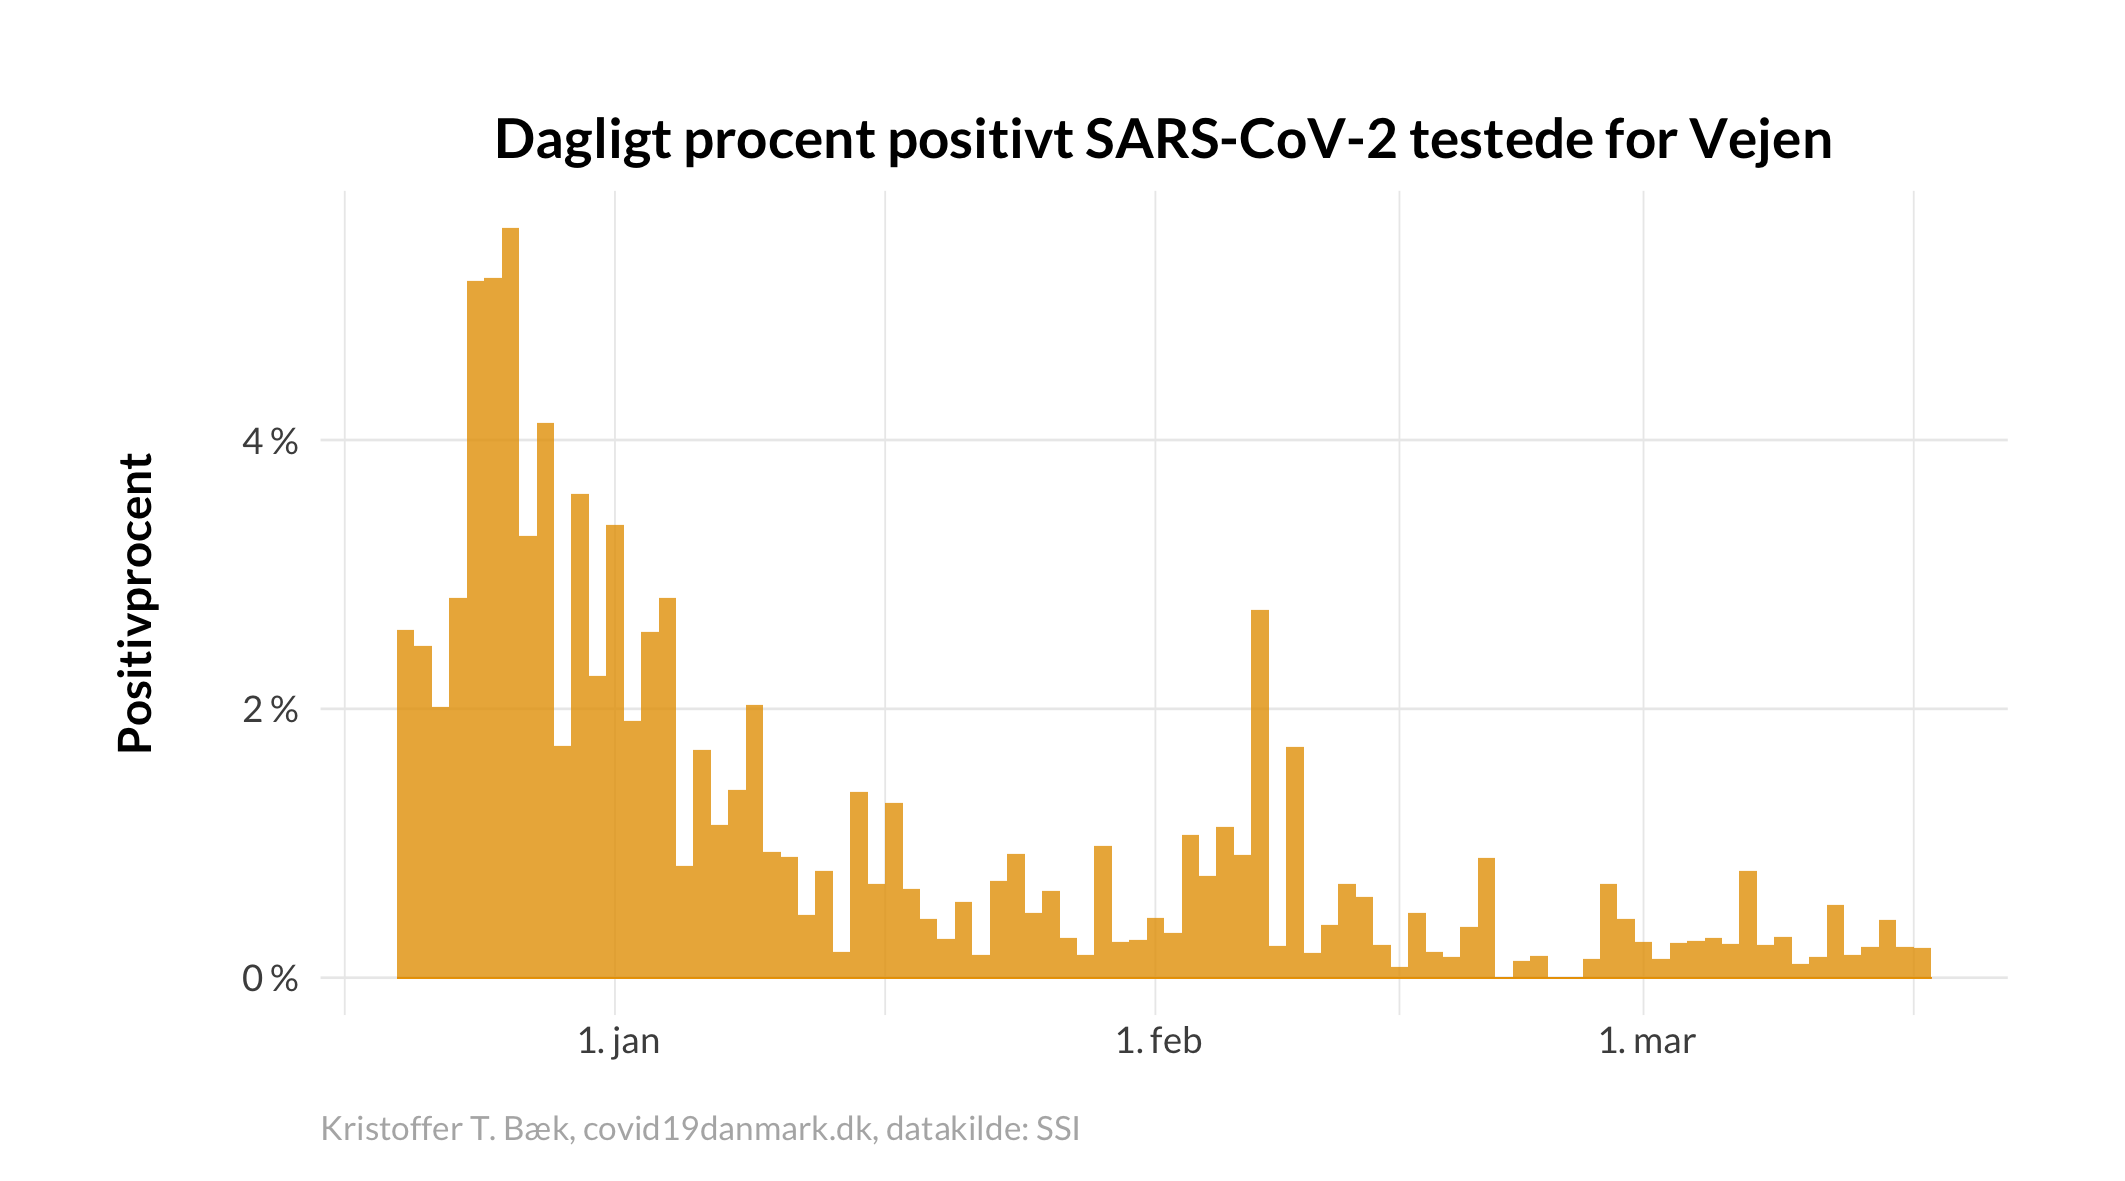 Dagligt procent positivt SARS-CoV-2 testede for Vejen
Positivprocent
4 %
2 %
0 %
1. jan
1. feb
1. mar
Kristoffer T. Bæk, covid19danmark.dk, datakilde: SSI